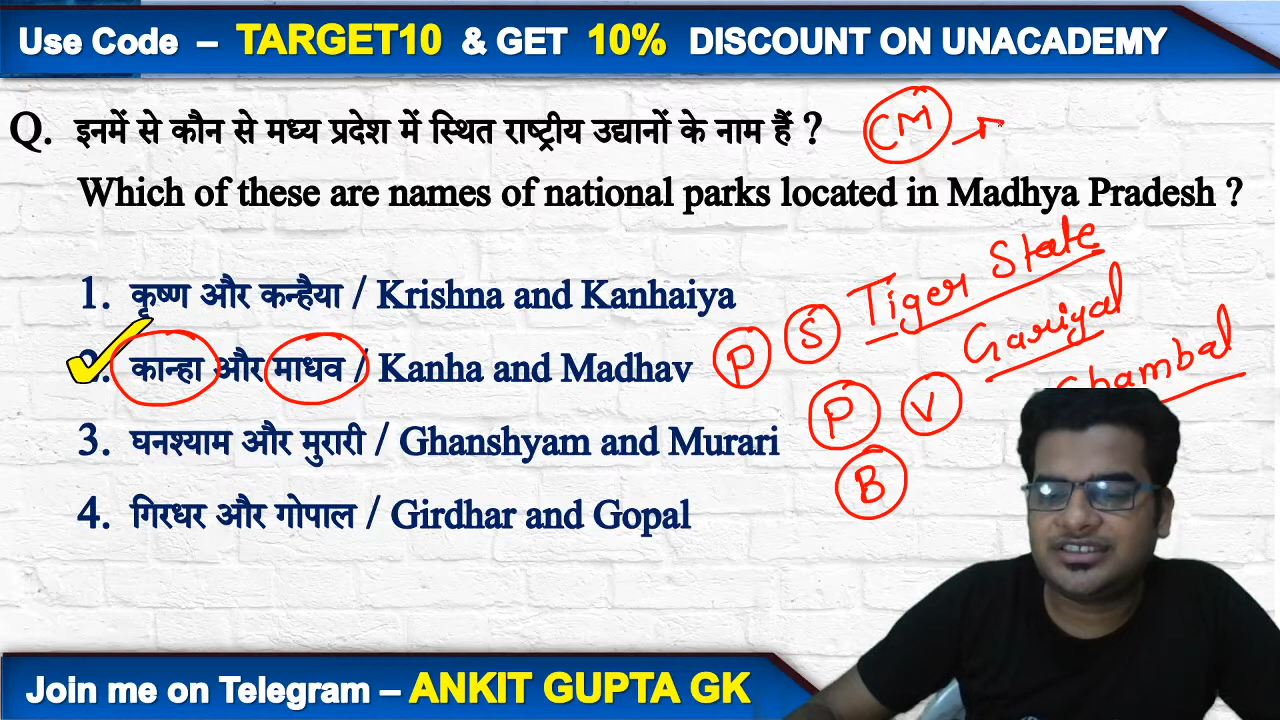 Use Code – TARGET10 & GET 10% DISCOUNT ON UNACADEMY
Q. इनमें से कौन से मध्य प्रदेश में स्थित राष्ट्रीय उद्यानों के नाम हैं ?
CM
Which of these are names of national parks located in Madhya Pradesh ?
1. कृष्ण और कन्हैया / Krishna and Kanhaiya
2. कान्हा और माधव / Kanha and Madhav
3. घनश्याम और मुरारी / Ghanshyam and Murari
4. गिरधर और गोपाल / Girdhar and Gopal
Tiger State
Gariyal
Chambal
P S
P V
B
Join me on Telegram – ANKIT GUPTA GK